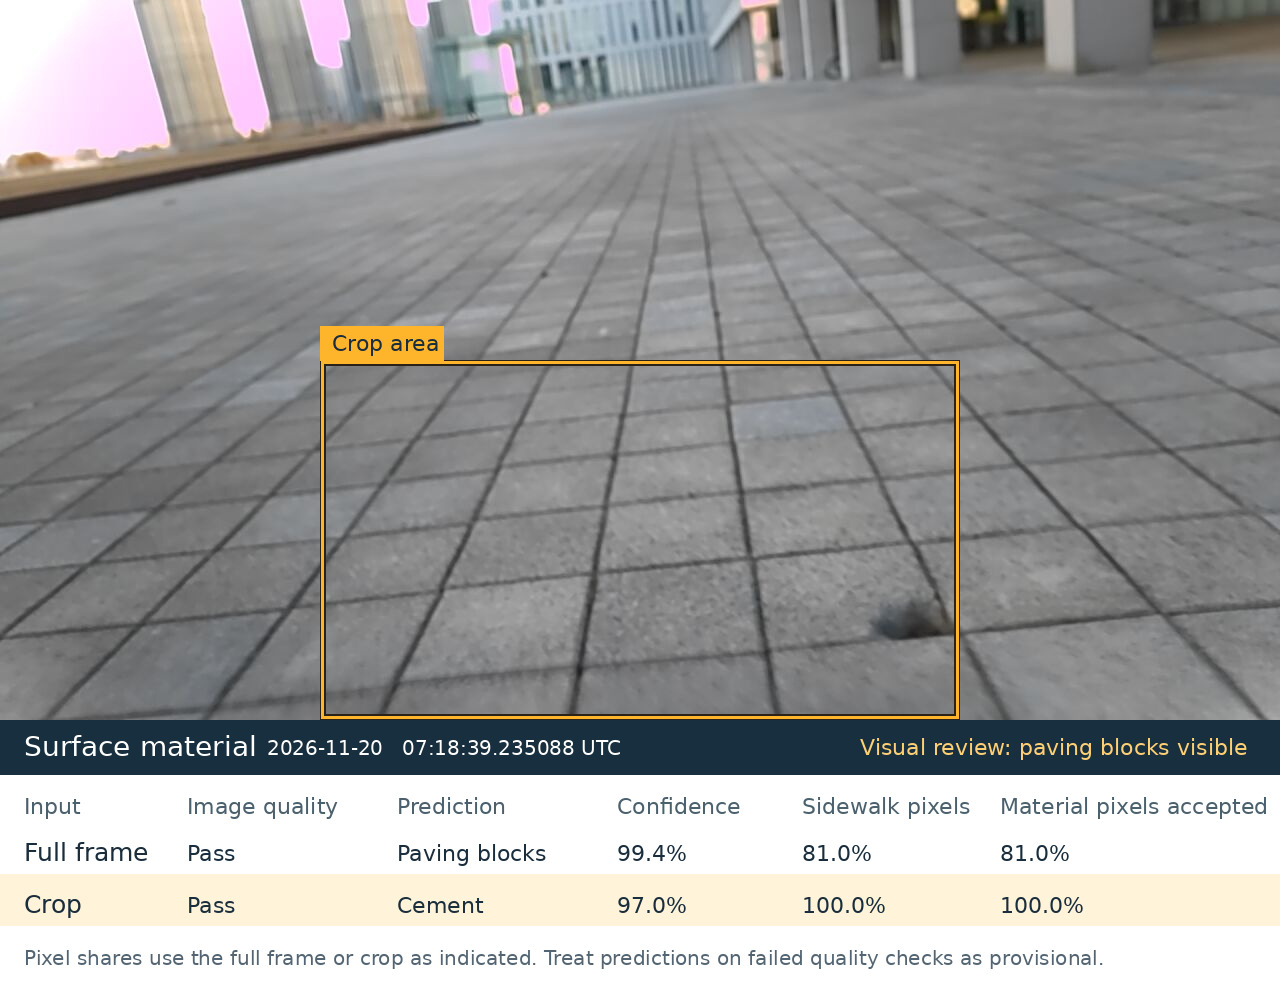 Crop area
Surface material 2026-11-20 07:18:39.235088 UTC Visual review: paving blocks visible
Input Image quality Prediction Confidence Sidewalk pixels Material pixels accepted
Full frame Pass Paving blocks 99.4% 81.0% 81.0%
Crop Pass Cement 97.0% 100.0% 100.0%
Pixel shares use the full frame or crop as indicated. Treat predictions on failed quality checks as provisional.